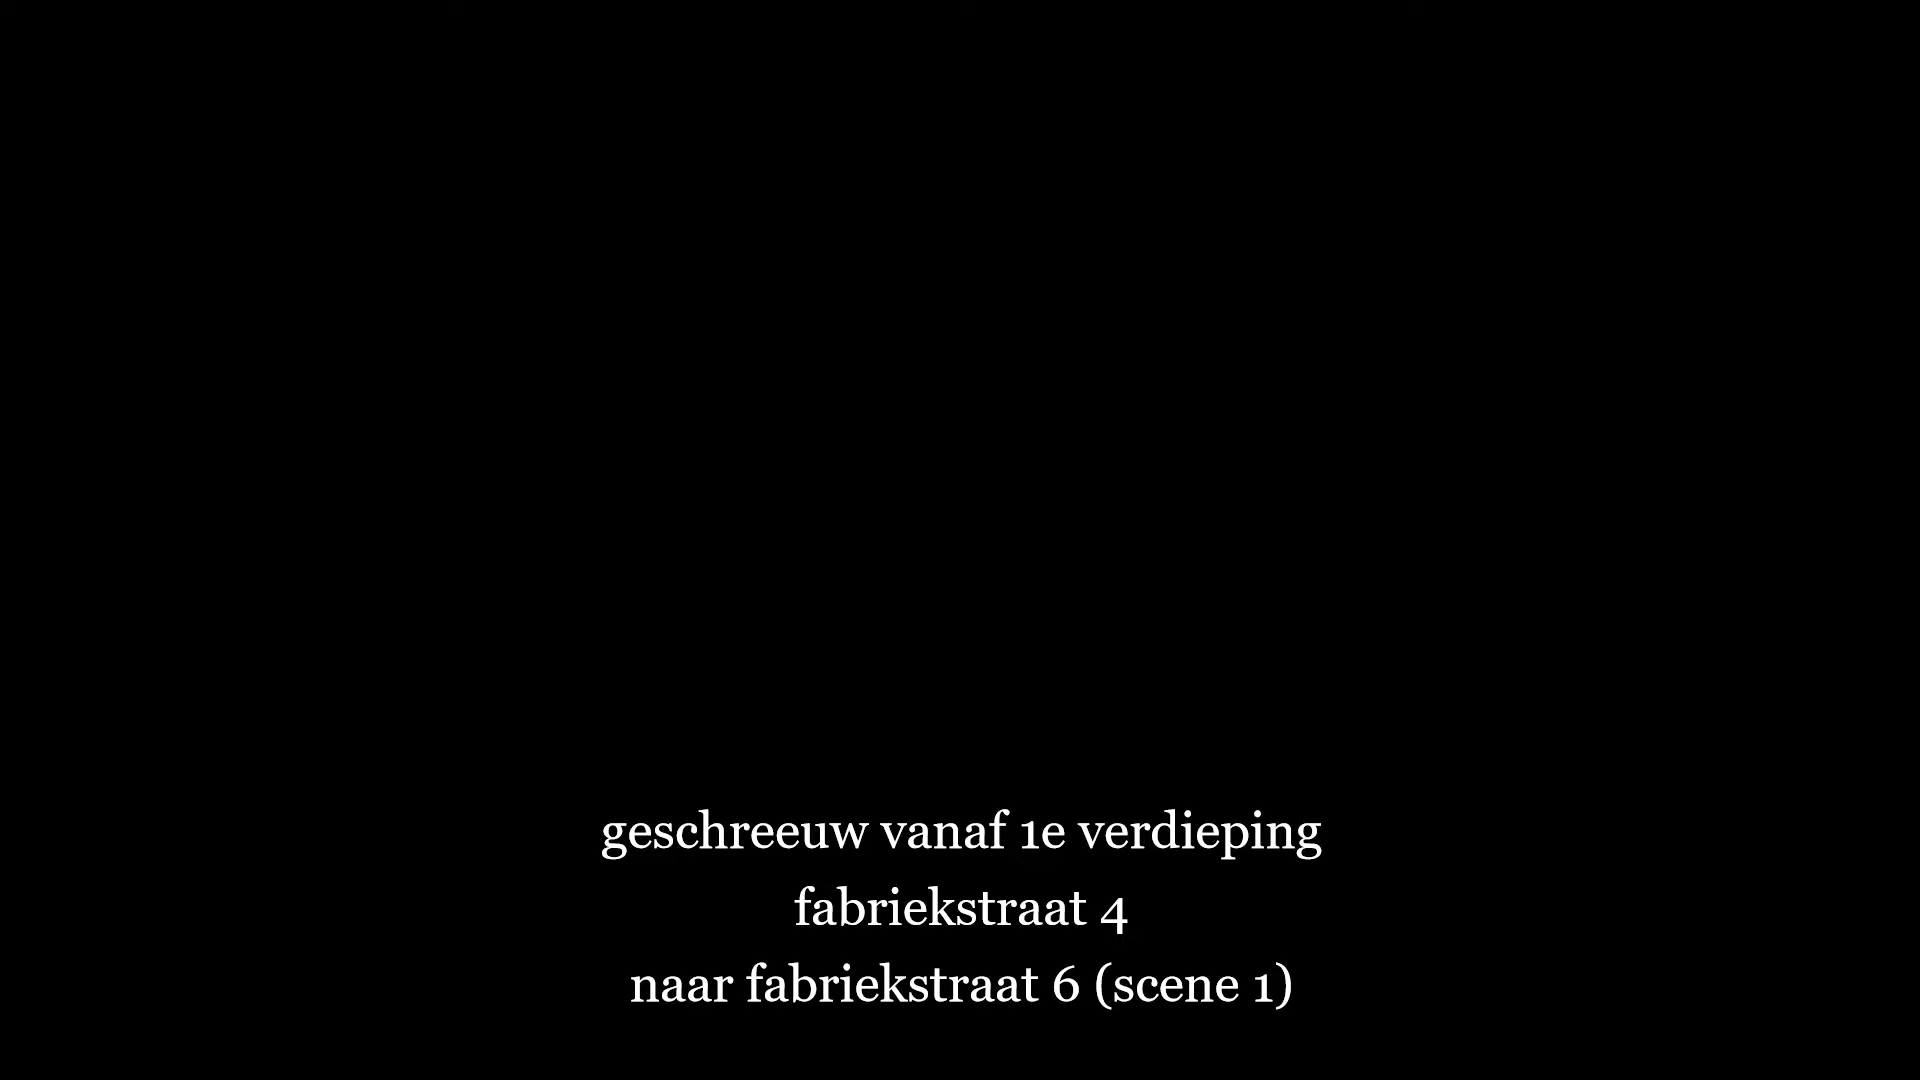 geschreeuw vanaf 1e verdieping
fabriekstraat 4
naar fabriekstraat 6 (scene 1)